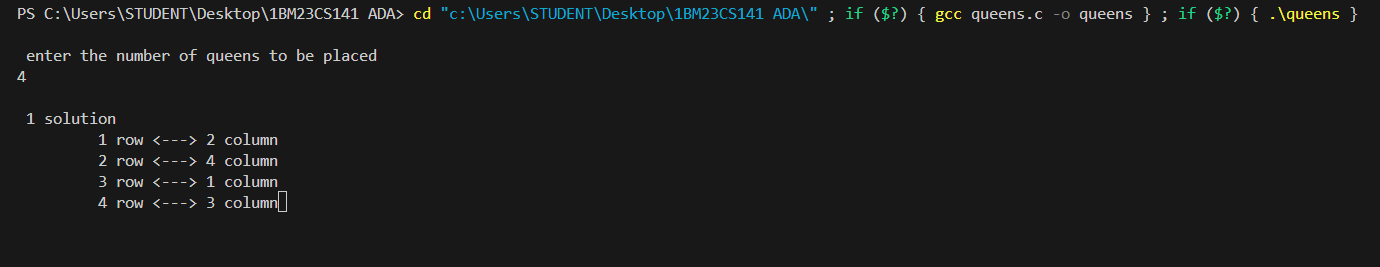 PS C:\Users\STUDENT\Desktop\1BM23CS141 ADA> cd "c:\Users\STUDENT\Desktop\1BM23CS141 ADA\" ; if ($?) { gcc queens.c -o queens } ; if ($?) { .\queens }
enter the number of queens to be placed
4
1 solution
1 row <---> 2 column
2 row <---> 4 column
3 row <---> 1 column
4 row <---> 3 column